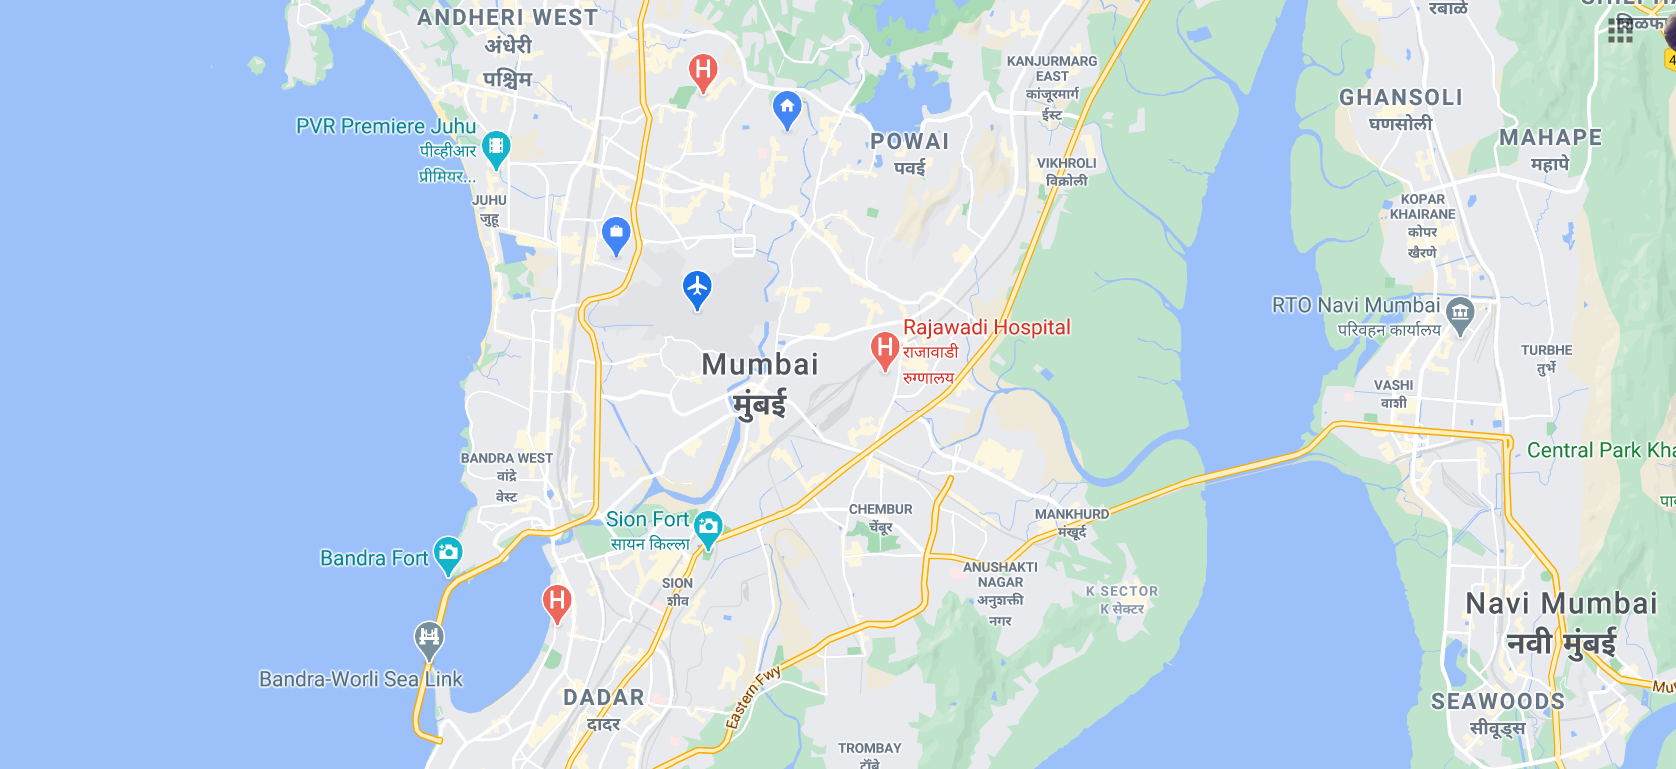 ANDHERI WEST
अंधेरी
पश्चिम
PVR Premiere Juhu
पीव्हीआर
प्रीमियर...
JUHU
जुहू
H
POWAI
पवई
KANJURMARG
EAST
कांजूरमार्ग
ईस्ट
VIKHROLI
विक्रोली
रबाळे
GHANSOLI
घणसोली
MAHAPE
महापे
4
KOPAR
KHAIRANE
कोपर
खैरणे
RTO Navi Mumbai
परिवहन कार्यालय
TURBHE
तुर्भे
VASHI
वाशी
Mumbai
मुंबई
H
Rajawadi Hospital
राजावाडी
रुग्णालय
Central Park Kha
BANDRA WEST
वांद्रे
वेस्ट
Sion Fort
सायन किल्ला
CHEMBUR
चेंबूर
MANKHURD
मंखूर्द
Bandra Fort
SION
शीव
ANUSHAKTI
NAGAR
अनुशक्ती
नगर
K SECTOR
K सेक्टर
H
Navi Mumbai
नवी मुंबई
Bandra-Worli Sea Link
DADAR
दादर
Eastern Fwy
SEAWOODS
सीवूड्स
TROMBAY